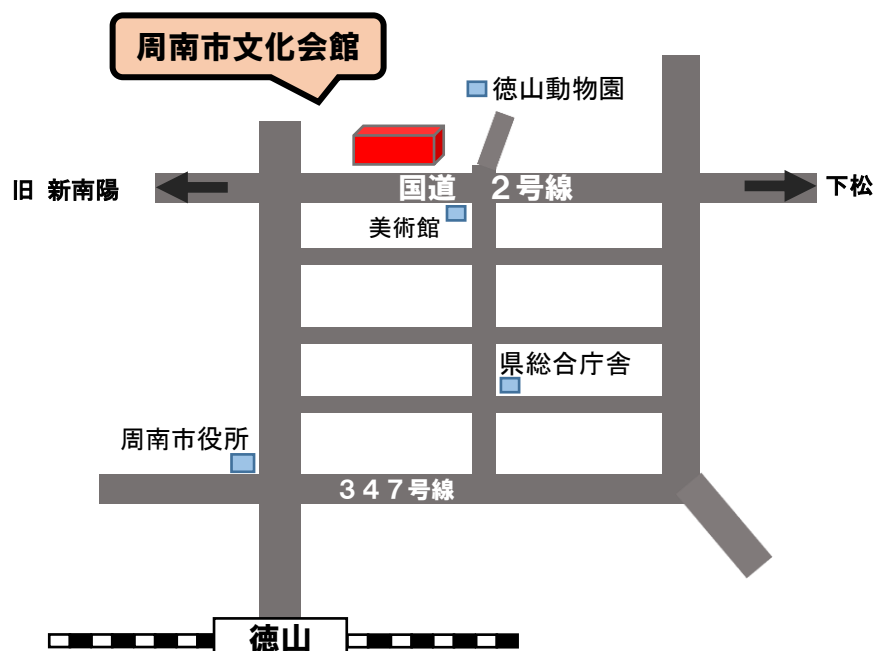 周南市文化会館
徳山動物園
旧 新南陽
国道 2号線
下松
美術館
県総合庁舎
周南市役所
347号線
徳山